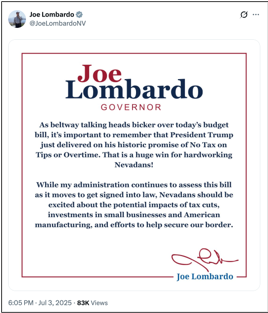 Joe Lombardo
@JoeLombardoNV
Joe
Lombardo
GOVERNOR
As beltway talking heads bicker over today's budget
bill, it's important to remember that President Trump
just delivered on his historic promise of No Tax on
Tips or Overtime. That is a huge win for hardworking
Nevadans!
While my administration continues to assess this bill
as it moves to get signed into law, Nevadans should be
excited about the potential impacts of tax cuts,
investments in small businesses and American
manufacturing, and efforts to help secure our border.
Joe Lombardo
6:05 PM · Jul 3, 2025 · 83K Views